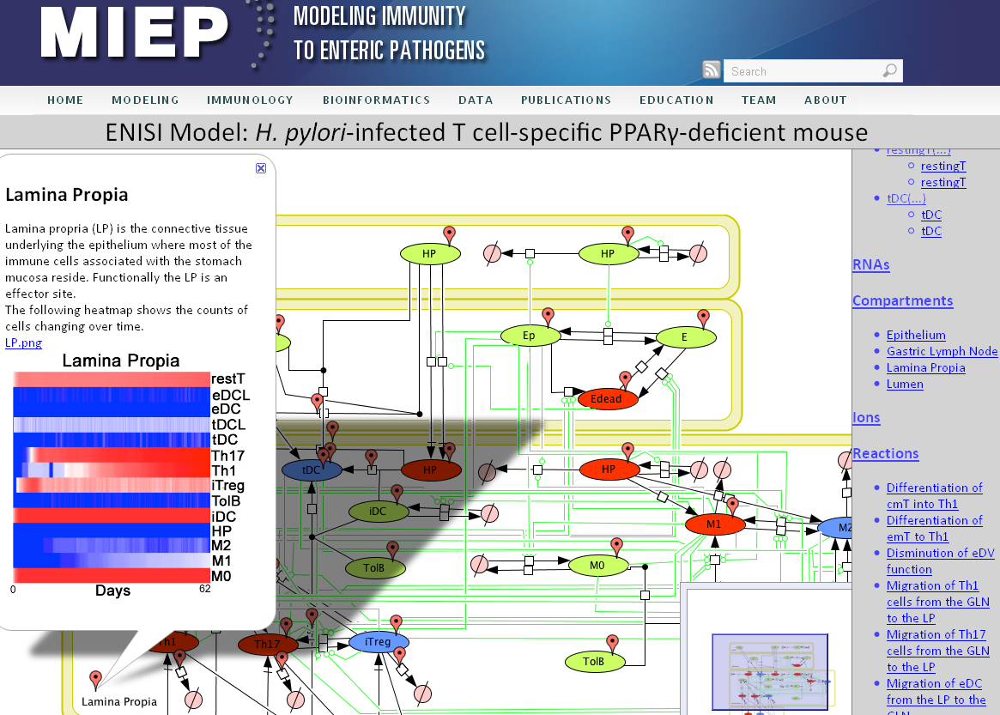 MIEP
MODELING IMMUNITY
TO ENTERIC PATHOGENS
Search
HOME MODELING IMMUNOLOGY BIOINFORMATICS DATA PUBLICATIONS EDUCATION TEAM ABOUT
ENISI Model: H. pylori-infected T cell-specific PPARγ-deficient mouse
Lamina Propia
Lamina propria (LP) is the connective tissue
underlying the epithelium where most of the
immune cells associated with the stomach
mucosa reside. Functionally the LP is an
effector site.
The following heatmap shows the counts of
cells changing over time.
LP.png
Lamina Propia
restT
eDCL
eDC
tDCL
tDC
Th17
Th1
iTreg
TolB
iDC
HP
M2
M1
M0
0 Days 62
HP
HP
Ep
E
Edead
tDC
HP
HP
iDC
M1
M2
TolB
M0
Th1
Th17
iTreg
TolB
Lamina Propia
restingT(...)
restingT
restingT
tDC(...)
tDC
tDC
RNAs
Compartments
Epithelium
Gastric Lymph Node
Lamina Propia
Lumen
Ions
Reactions
Differentiation of
cmT into Th1
Differentiation of
emT to Th1
Disminution of eDV
function
Migration of Th1
cells from the GLN
to the LP
Migration of Th17
cells from the GLN
to the LP
Migration of eDC
from the LP to the
GLN